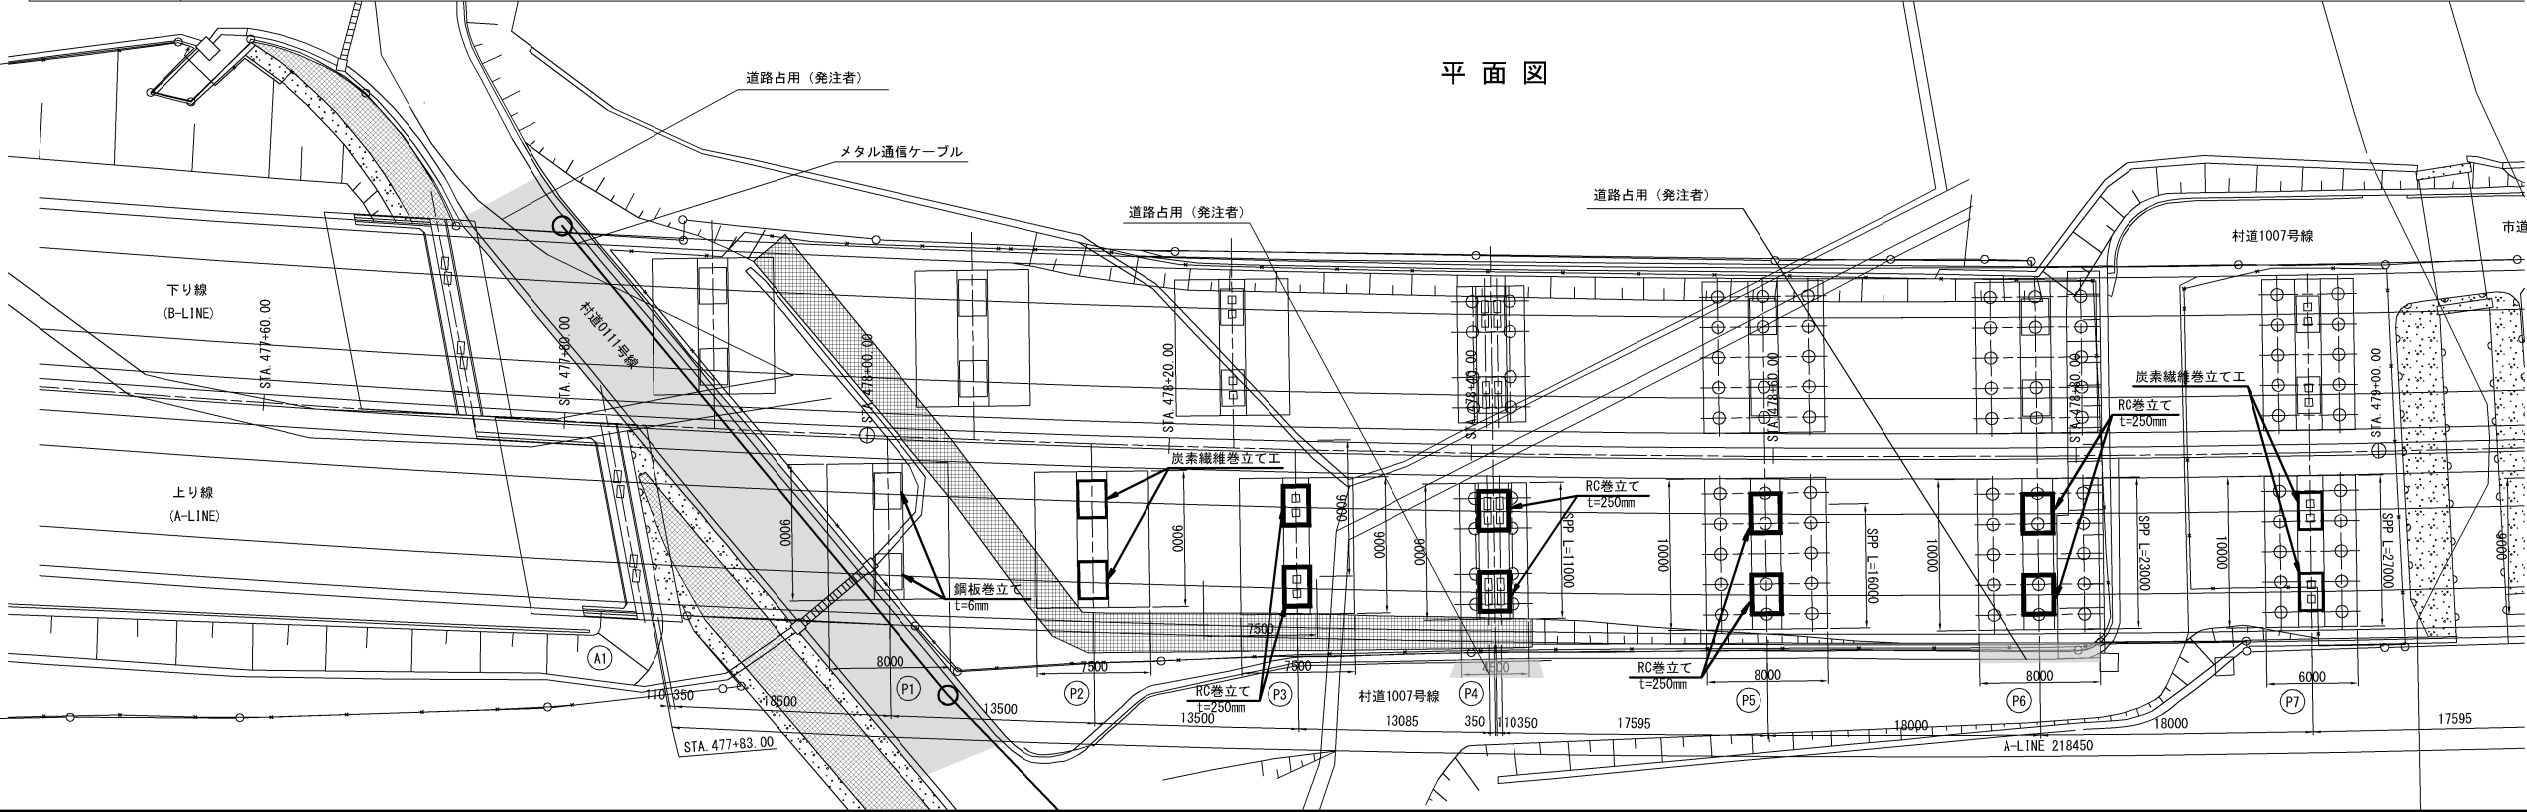 平面図
道路占用（発注者）
メタル通信ケーブル
道路占用（発注者）
道路占用（発注者）
村道1007号線
市道
下り線
(B-LINE)
STA. 477+60. 00
STA. 477+80. 00
村道0111号線
STA. 478+00. 00
STA. 478+20. 00
STA. 478+40. 00
STA. 478+60. 00
STA. 478+80. 00
STA. 479+00. 00
炭素繊維巻立て工
RC巻立て
t=250mm
上り線
(A-LINE)
炭素繊維巻立て工
RC巻立て
t=250mm
9000
9000
9000
9000
9000
SPP L=11000
10000
SPP L=16000
10000
SPP L=23000
10000
SPP L=27000
9000
鋼板巻立て
t=6mm
7500
A1
8000
7500
7500
4500
RC巻立て
t=250mm
8000
8000
6000
P1
P2
RC巻立て
t=250mm
P3
村道1007号線
P4
P5
P6
P7
110
350
18500
13500
13500
13085
350
110
350
17595
18000
18000
17595
STA. 477+83. 00
A-LINE 218450